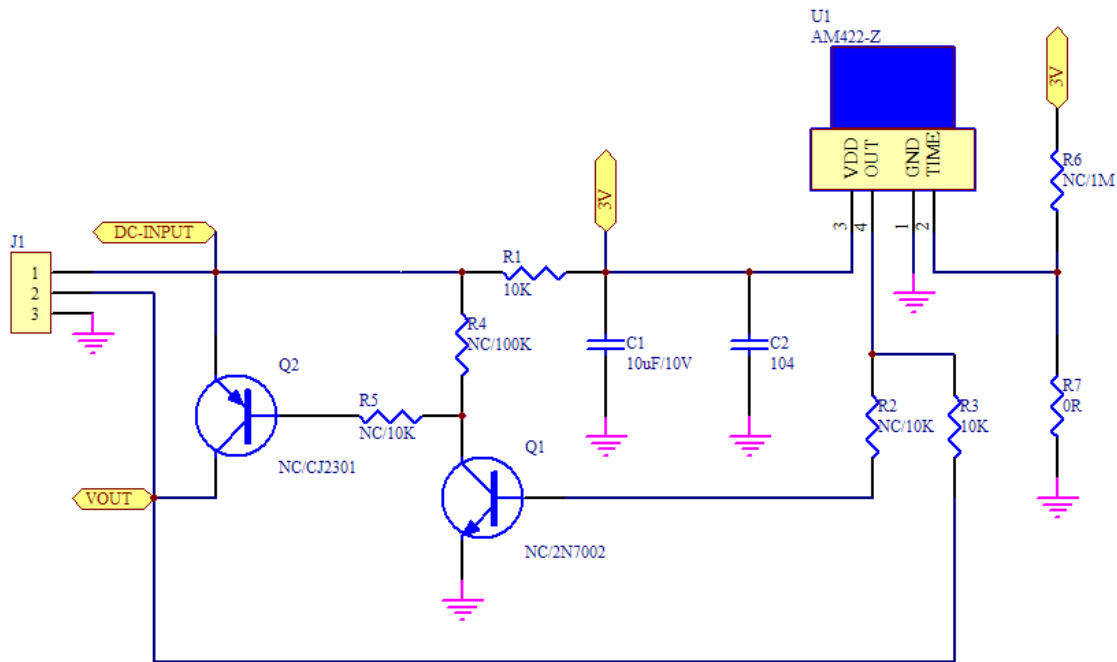 U1
AM422-Z
3V
VDD
OUT
GND
TIME
R6
NC/1M
3V
3
4
1
2
DC-INPUT
J1
1
2
3
R1
10K
R4
NC/100K
C1
10uF/10V
C2
104
Q2
R5
NC/10K
R2
NC/10K
R3
10K
R7
0R
Q1
NC/CJ2301
VOUT
NC/2N7002